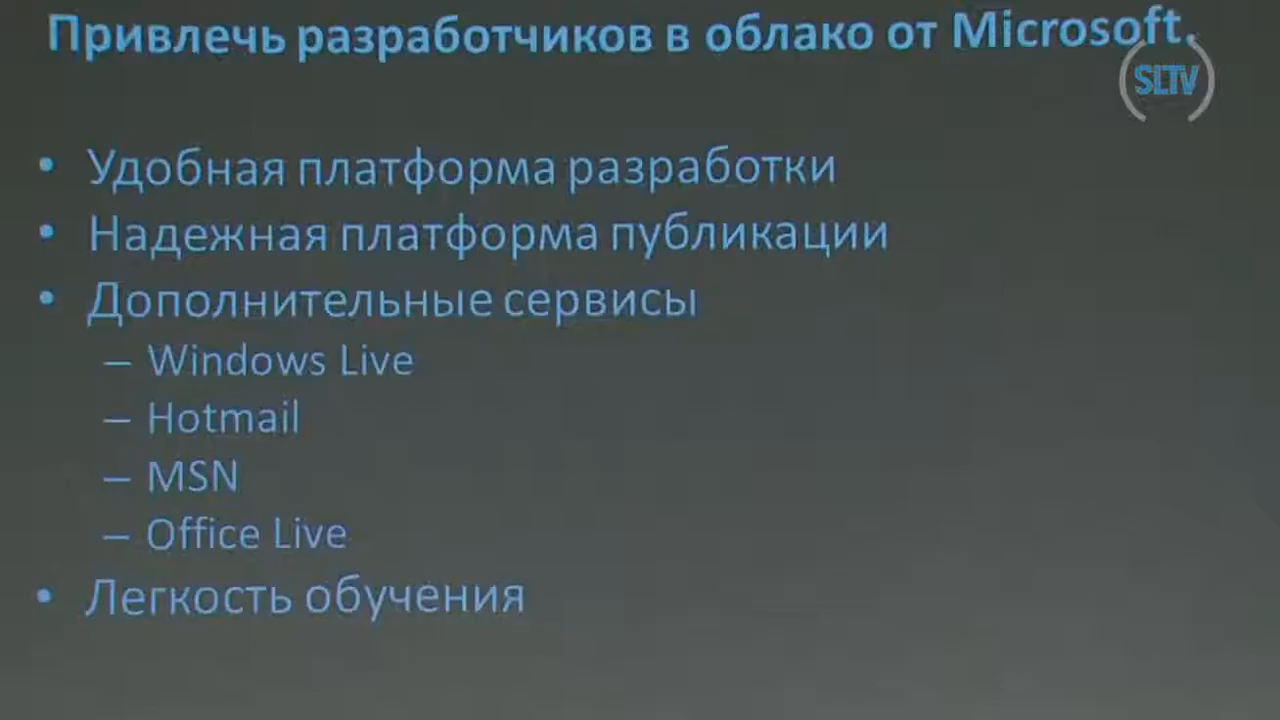 Привлечь разработчиков в облако от Microsoft.
SLTV
• Удобная платформа разработки
• Надежная платформа публикации
• Дополнительные сервисы
– Windows Live
– Hotmail
– MSN
– Office Live
• Легкость обучения